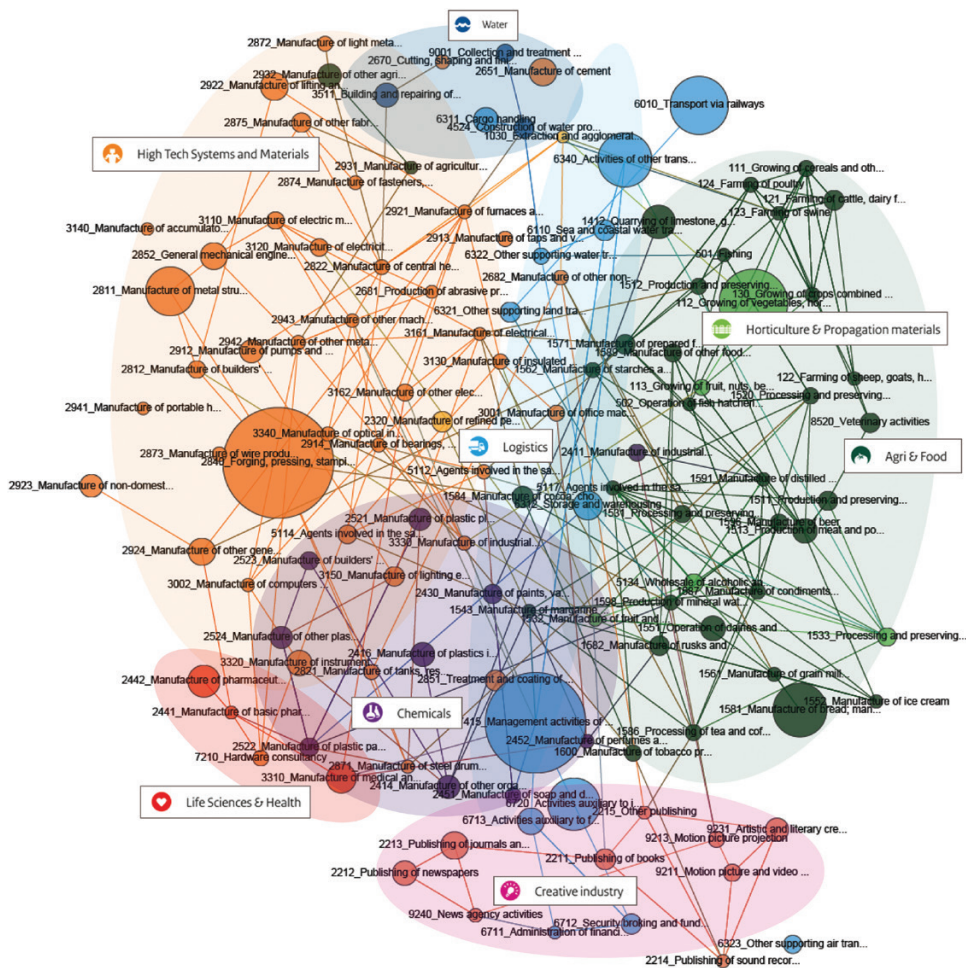 Water
2872_Manufacture of light meta...
9001_Collection and treatment ...
2670_Cutting, shaping and fini...
2932_Manufacture of other agri...
2651_Manufacture of cement
2922_Manufacture of lifting an...
3511_Building and repairing of...
6010_Transport via railways
6311_Cargo handling
2875_Manufacture of other fabr...
4524_Construction of water pro...
1030_Extraction and agglomerat...
High Tech Systems and Materials
6340_Activities of other trans...
2931_Manufacture of agricultur...
111_Growing of cereals and oth...
2874_Manufacture of fasteners,...
124_Farming of poultry
121_Farming of cattle, dairy f...
2921_Manufacture of furnaces a...
123_Farming of swine
3110_Manufacture of electric m...
1412_Quarrying of limestone, g...
3140_Manufacture of accumulato...
6110_Sea and coastal water tra...
2913_Manufacture of taps and v...
3120_Manufacture of electricit...
2852_General mechanical engine...
6322_Other supporting water tr...
501_Fishing
2822_Manufacture of central he...
2682_Manufacture of other non-...
1512_Production and preserving...
2811_Manufacture of metal stru...
2681_Production of abrasive pr...
130_Growing of crops combined ...
112_Growing of vegetables, hor...
6321_Other supporting land tra...
2943_Manufacture of other mach...
Horticulture & Propagation materials
3161_Manufacture of electrical...
2942_Manufacture of other meta...
1571_Manufacture of prepared f...
2912_Manufacture of pumps and ...
1589_Manufacture of other food...
3130_Manufacture of insulated ...
2812_Manufacture of builders' ...
1562_Manufacture of starches a...
122_Farming of sheep, goats, h...
113_Growing of fruit, nuts, be...
3162_Manufacture of other elec...
1520_Processing and preserving...
502_Operation of fish hatcheri...
2941_Manufacture of portable h...
3001_Manufacture of office mac...
2320_Manufacture of refined pe...
8520_Veterinary activities
3340_Manufacture of optical in...
2914_Manufacture of bearings, ...
Logistics
2873_Manufacture of wire produ...
2411_Manufacture of industrial...
Agri & Food
2840_Forging, pressing, stampi...
5112_Agents involved in the sa...
1591_Manufacture of distilled ...
2923_Manufacture of non-domest...
5117_Agents involved in the sa...
1584_Manufacture of cocoa; cho...
1511_Production and preserving...
6312_Storage and warehousing
1531_Processing and preserving...
2521_Manufacture of plastic pl...
1596_Manufacture of beer
1513_Production of meat and po...
5114_Agents involved in the sa...
3330_Manufacture of industrial...
2924_Manufacture of other gene...
2523_Manufacture of builders' ...
3150_Manufacture of lighting e...
5134_Wholesale of alcoholic an...
3002_Manufacture of computers ...
2430_Manufacture of paints, va...
1587_Manufacture of condiments...
1598_Production of mineral wat...
1543_Manufacture of margarine ...
1532_Manufacture of fruit and ...
1551_Operation of dairies and ...
2524_Manufacture of other plas...
1533_Processing and preserving...
1582_Manufacture of rusks and...
2416_Manufacture of plastics i...
3320_Manufacture of instrument...
2821_Manufacture of tanks, res...
1561_Manufacture of grain mil...
2442_Manufacture of pharmaceut...
2851_Treatment and coating of ...
1552_Manufacture of ice cream
1581_Manufacture of bread; man...
2441_Manufacture of basic phar...
Chemicals
7415_Management activities of ...
1586_Processing of tea and cof...
2522_Manufacture of plastic pa...
2452_Manufacture of perfumes a...
1600_Manufacture of tobacco pr...
7210_Hardware consultancy
2871_Manufacture of steel drum...
3310_Manufacture of medical an...
2414_Manufacture of other orga...
2451_Manufacture of soap and d...
Life Sciences & Health
6720_Activities auxiliary to i...
2215_Other publishing
6713_Activities auxiliary to f...
9231_Artistic and literary cre...
9213_Motion picture projection
2213_Publishing of journals an...
2211_Publishing of books
2212_Publishing of newspapers
9211_Motion picture and video ...
Creative industry
9240_News agency activities
6712_Security broking and fund...
6711_Administration of financi...
6323_Other supporting air tran...
2214_Publishing of sound recor...